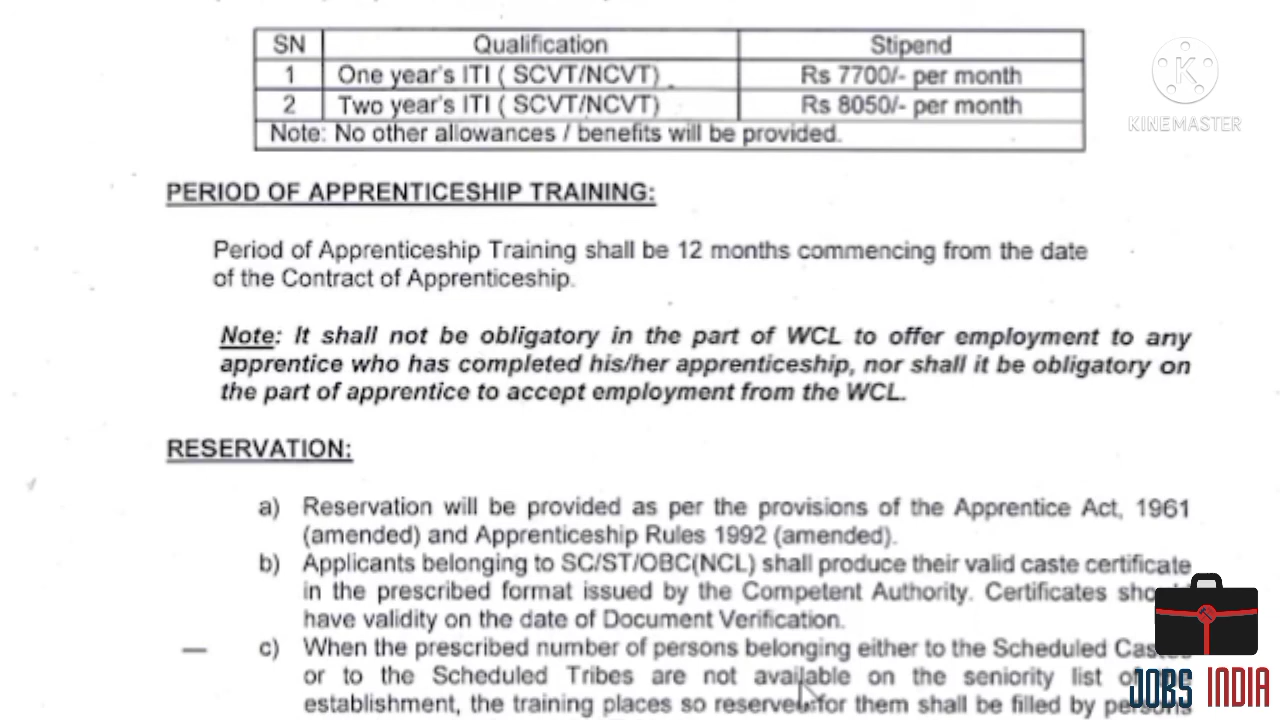 SN Qualification Stipend
1 One year's ITI ( SCVT/NCVT) Rs 7700/- per month
2 Two year's ITI ( SCVT/NCVT) Rs 8050/- per month
Note: No other allowances / benefits will be provided.
KINEMASTER
PERIOD OF APPRENTICESHIP TRAINING:
Period of Apprenticeship Training shall be 12 months commencing from the date
of the Contract of Apprenticeship.
Note: It shall not be obligatory in the part of WCL to offer employment to any
apprentice who has completed his/her apprenticeship, nor shall it be obligatory on
the part of apprentice to accept employment from the WCL.
RESERVATION:
a) Reservation will be provided as per the provisions of the Apprentice Act, 1961
(amended) and Apprenticeship Rules 1992 (amended).
b) Applicants belonging to SC/ST/OBC(NCL) shall produce their valid caste certificate
in the prescribed format issued by the Competent Authority. Certificates
have validity on the date of Document Verification.
c) When the prescribed number of persons belonging either to the Scheduled
or to the Scheduled Tribes are not available on the seniority list
establishment, the training places so reserved for them shall be filled by persons
JOBS INDIA